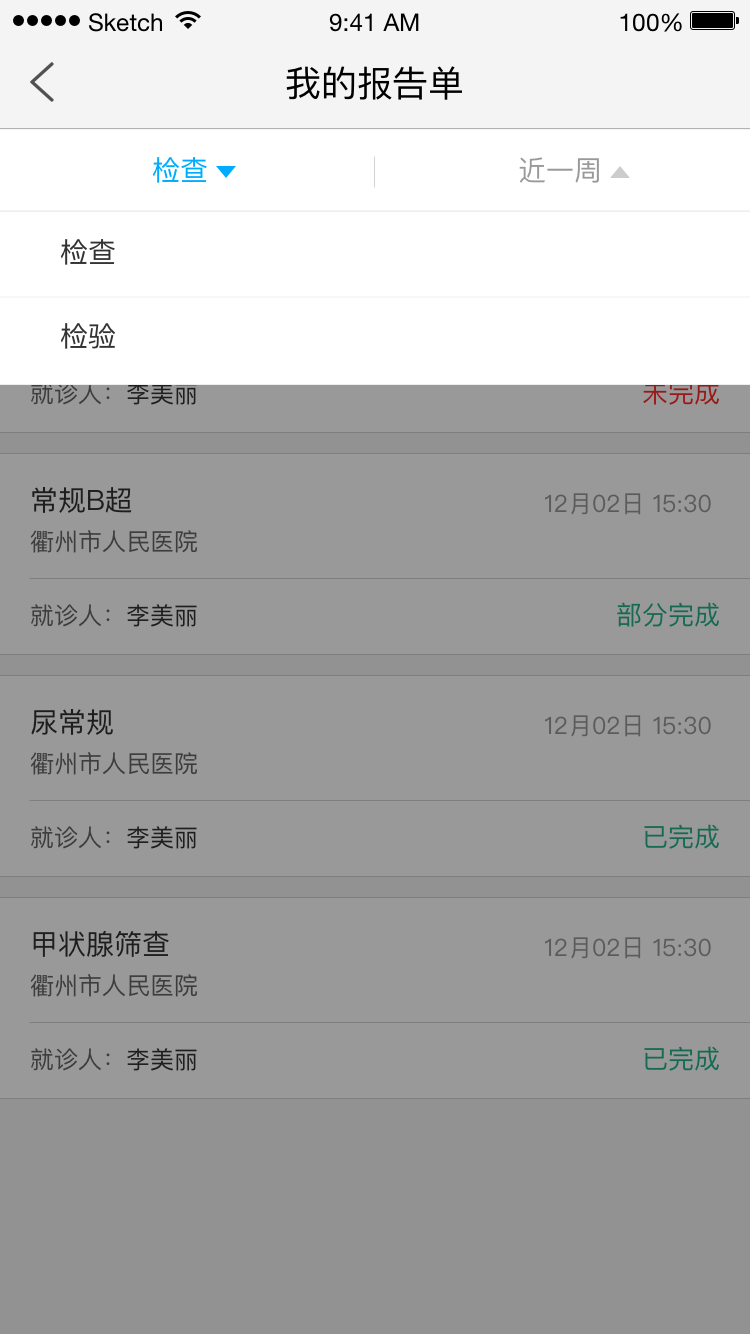 Sketch 9:41 AM 100%
我的报告单
检查 近一周
检查
检验
就诊人： 李美丽 未完成
常规B超 12月02日 15:30
衢州市人民医院
就诊人： 李美丽 部分完成
尿常规 12月02日 15:30
衢州市人民医院
就诊人： 李美丽 已完成
甲状腺筛查 12月02日 15:30
衢州市人民医院
就诊人： 李美丽 已完成